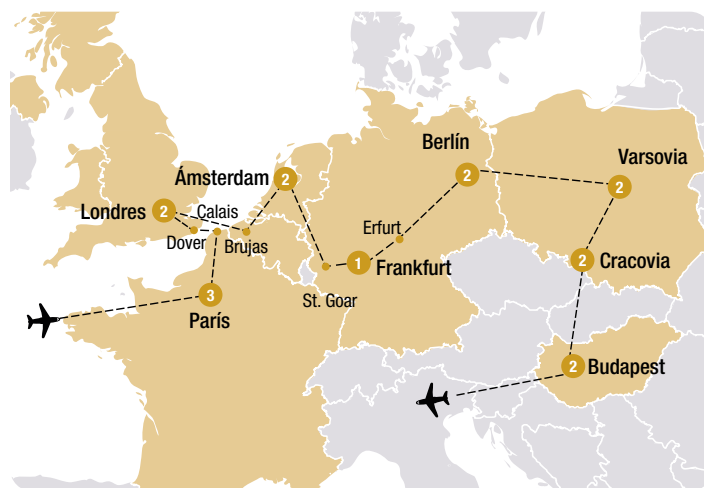 Berlín
2
Varsovia
2
Ámsterdam
2
Londres
2
Calais
Dover
Brujas
Erfurt
1
Frankfurt
St. Goar
2
Cracovia
3
París
2
Budapest